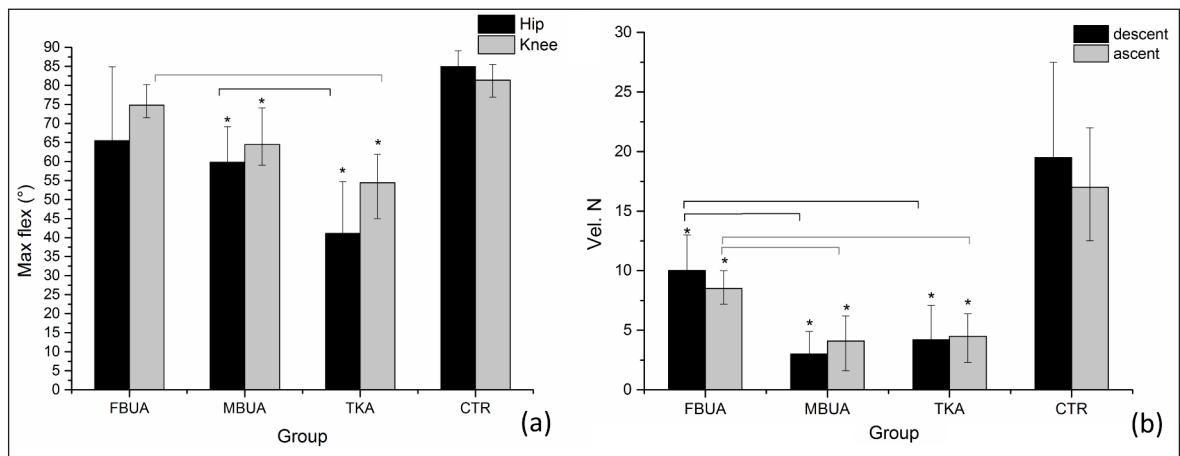 Hip
Knee
90
85
80
75
70
65
60
55
50
45
40
35
30
25
20
15
10
5
0
Max flex (°)
* * * *
FBUA MBUA TKA CTR
Group
(a)
descent
ascent
30
25
20
15
10
5
0
Vel. N
* * * * * *
FBUA MBUA TKA CTR
Group
(b)